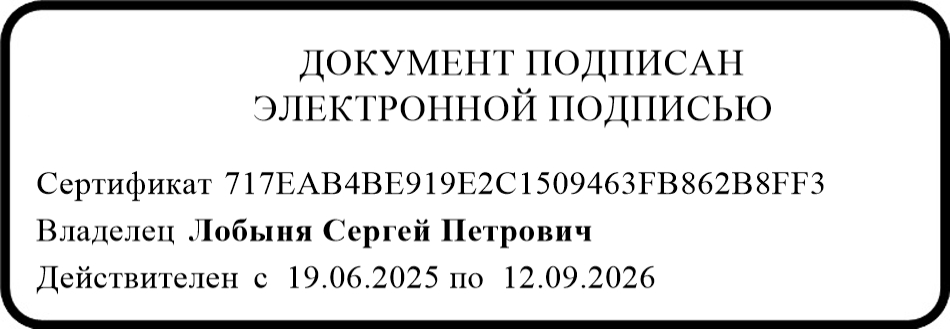 ДОКУМЕНТ ПОДПИСАН
ЭЛЕКТРОННОЙ ПОДПИСЬЮ
Сертификат 717EAB4BE919E2C1509463FB862B8FF3
Владелец Лобыня Сергей Петрович
Действителен с 19.06.2025 по 12.09.2026